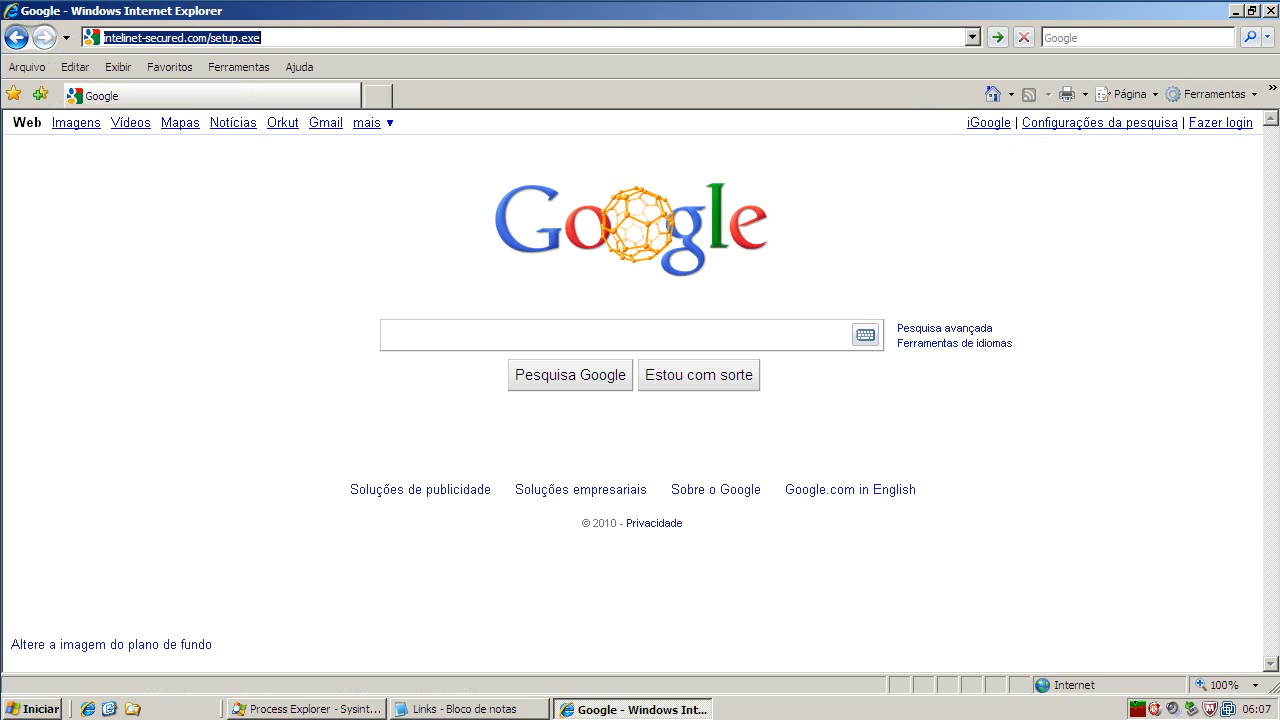 Google - Windows Internet Explorer
intelinet-secured.com/setup.exe
Google
Arquivo Editar Exibir Favoritos Ferramentas Ajuda
Google
Página Ferramentas »
Web Imagens Vídeos Mapas Notícias Orkut Gmail mais ▼
iGoogle | Configurações da pesquisa | Fazer login
Google
Pesquisa avançada
Ferramentas de idiomas
Pesquisa Google Estou com sorte
Soluções de publicidade Soluções empresariais Sobre o Google Google.com in English
© 2010 - Privacidade
Altere a imagem do plano de fundo
Internet 100%
Iniciar Process Explorer - Sysint... Links - Bloco de notas Google - Windows Int... 06:07